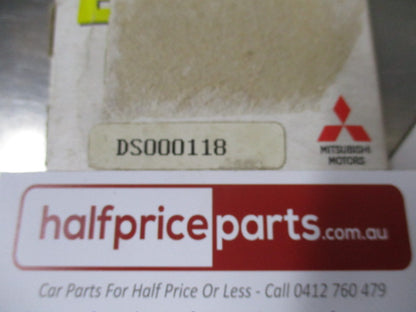 DS000118
MITSUBISHI
MOTORS
halfpriceparts.com.au
Car Parts For Half Price Or Less - Call 0412 760 479